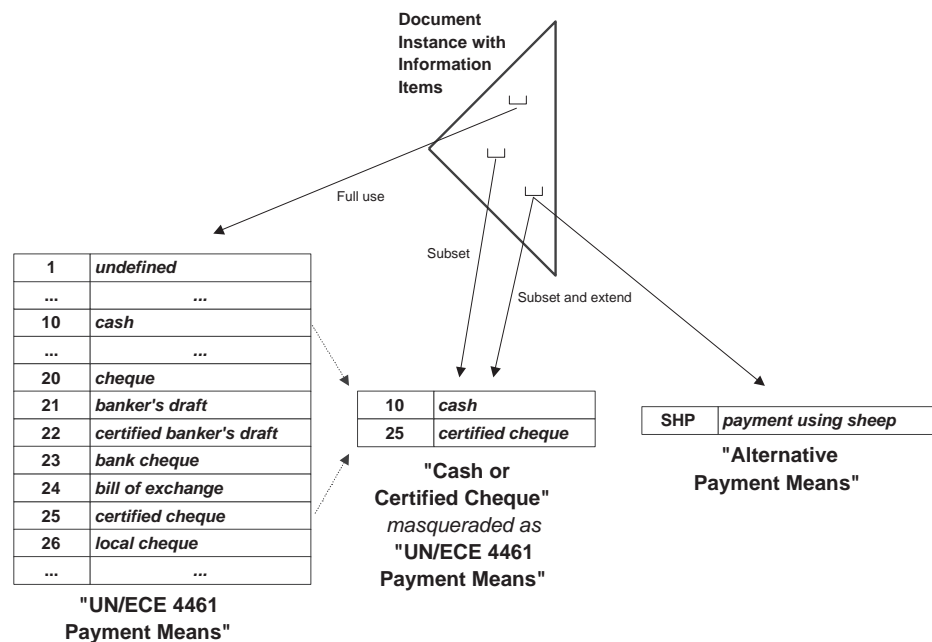 Document
Instance with
Information
Items
Full use
Subset
Subset and extend
1 undefined
... ...
10 cash
... ...
20 cheque
21 banker's draft
22 certified banker's draft
23 bank cheque
24 bill of exchange
25 certified cheque
26 local cheque
... ...
"UN/ECE 4461
Payment Means"
10 cash
25 certified cheque
"Cash or
Certified Cheque"
masqueraded as
"UN/ECE 4461
Payment Means"
SHP payment using sheep
"Alternative
Payment Means"